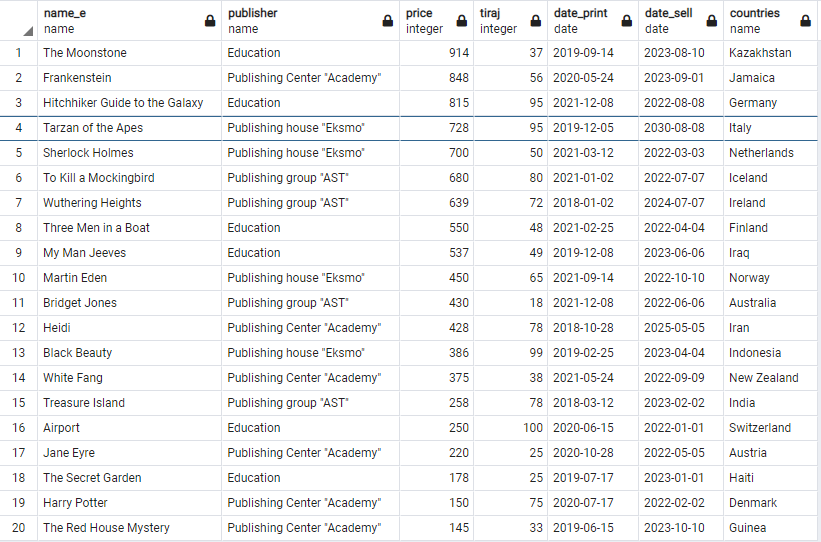 name_e publisher price tiraj date_print date_sell countries
name name integer integer date date name
1 The Moonstone Education 914 37 2019-09-14 2023-08-10 Kazakhstan
2 Frankenstein Publishing Center "Academy" 848 56 2020-05-24 2023-09-01 Jamaica
3 Hitchhiker Guide to the Galaxy Education 815 95 2021-12-08 2022-08-08 Germany
4 Tarzan of the Apes Publishing house "Eksmo" 728 95 2019-12-05 2030-08-08 Italy
5 Sherlock Holmes Publishing house "Eksmo" 700 50 2021-03-12 2022-03-03 Netherlands
6 To Kill a Mockingbird Publishing group "AST" 680 80 2021-01-02 2022-07-07 Iceland
7 Wuthering Heights Publishing group "AST" 639 72 2018-01-02 2024-07-07 Ireland
8 Three Men in a Boat Education 550 48 2021-02-25 2022-04-04 Finland
9 My Man Jeeves Education 537 49 2019-12-08 2023-06-06 Iraq
10 Martin Eden Publishing house "Eksmo" 450 65 2021-09-14 2022-10-10 Norway
11 Bridget Jones Publishing group "AST" 430 18 2021-12-08 2022-06-06 Australia
12 Heidi Publishing Center "Academy" 428 78 2018-10-28 2025-05-05 Iran
13 Black Beauty Publishing house "Eksmo" 386 99 2019-02-25 2023-04-04 Indonesia
14 White Fang Publishing Center "Academy" 375 38 2021-05-24 2022-09-09 New Zealand
15 Treasure Island Publishing group "AST" 258 78 2018-03-12 2023-02-02 India
16 Airport Education 250 100 2020-06-15 2022-01-01 Switzerland
17 Jane Eyre Publishing Center "Academy" 220 25 2020-10-28 2022-05-05 Austria
18 The Secret Garden Education 178 25 2019-07-17 2023-01-01 Haiti
19 Harry Potter Publishing Center "Academy" 150 75 2020-07-17 2022-02-02 Denmark
20 The Red House Mystery Publishing Center "Academy" 145 33 2019-06-15 2023-10-10 Guinea